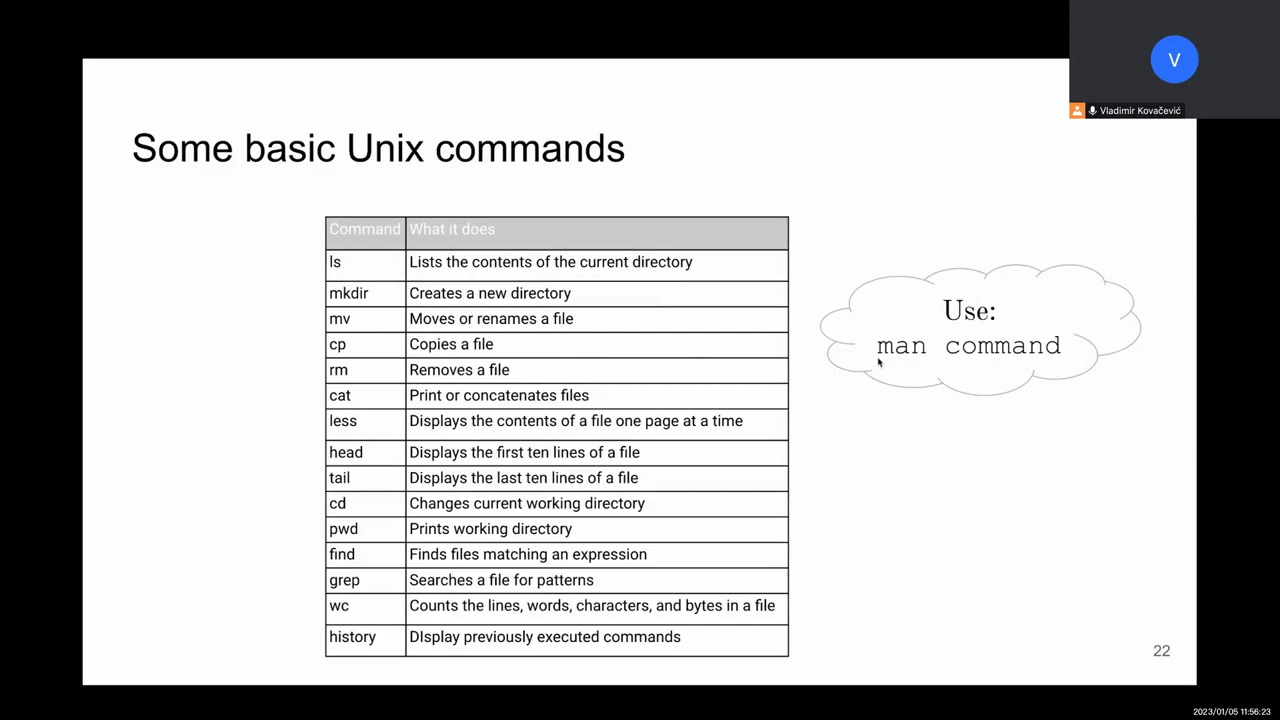 V
Vladimir Kovačević
Some basic Unix commands
Command What it does
ls Lists the contents of the current directory
mkdir Creates a new directory
mv Moves or renames a file
cp Copies a file
rm Removes a file
cat Print or concatenates files
less Displays the contents of a file one page at a time
head Displays the first ten lines of a file
tail Displays the last ten lines of a file
cd Changes current working directory
pwd Prints working directory
find Finds files matching an expression
grep Searches a file for patterns
wc Counts the lines, words, characters, and bytes in a file
history DIsplay previously executed commands
Use:
man command
22
2023/01/05 11:56:23